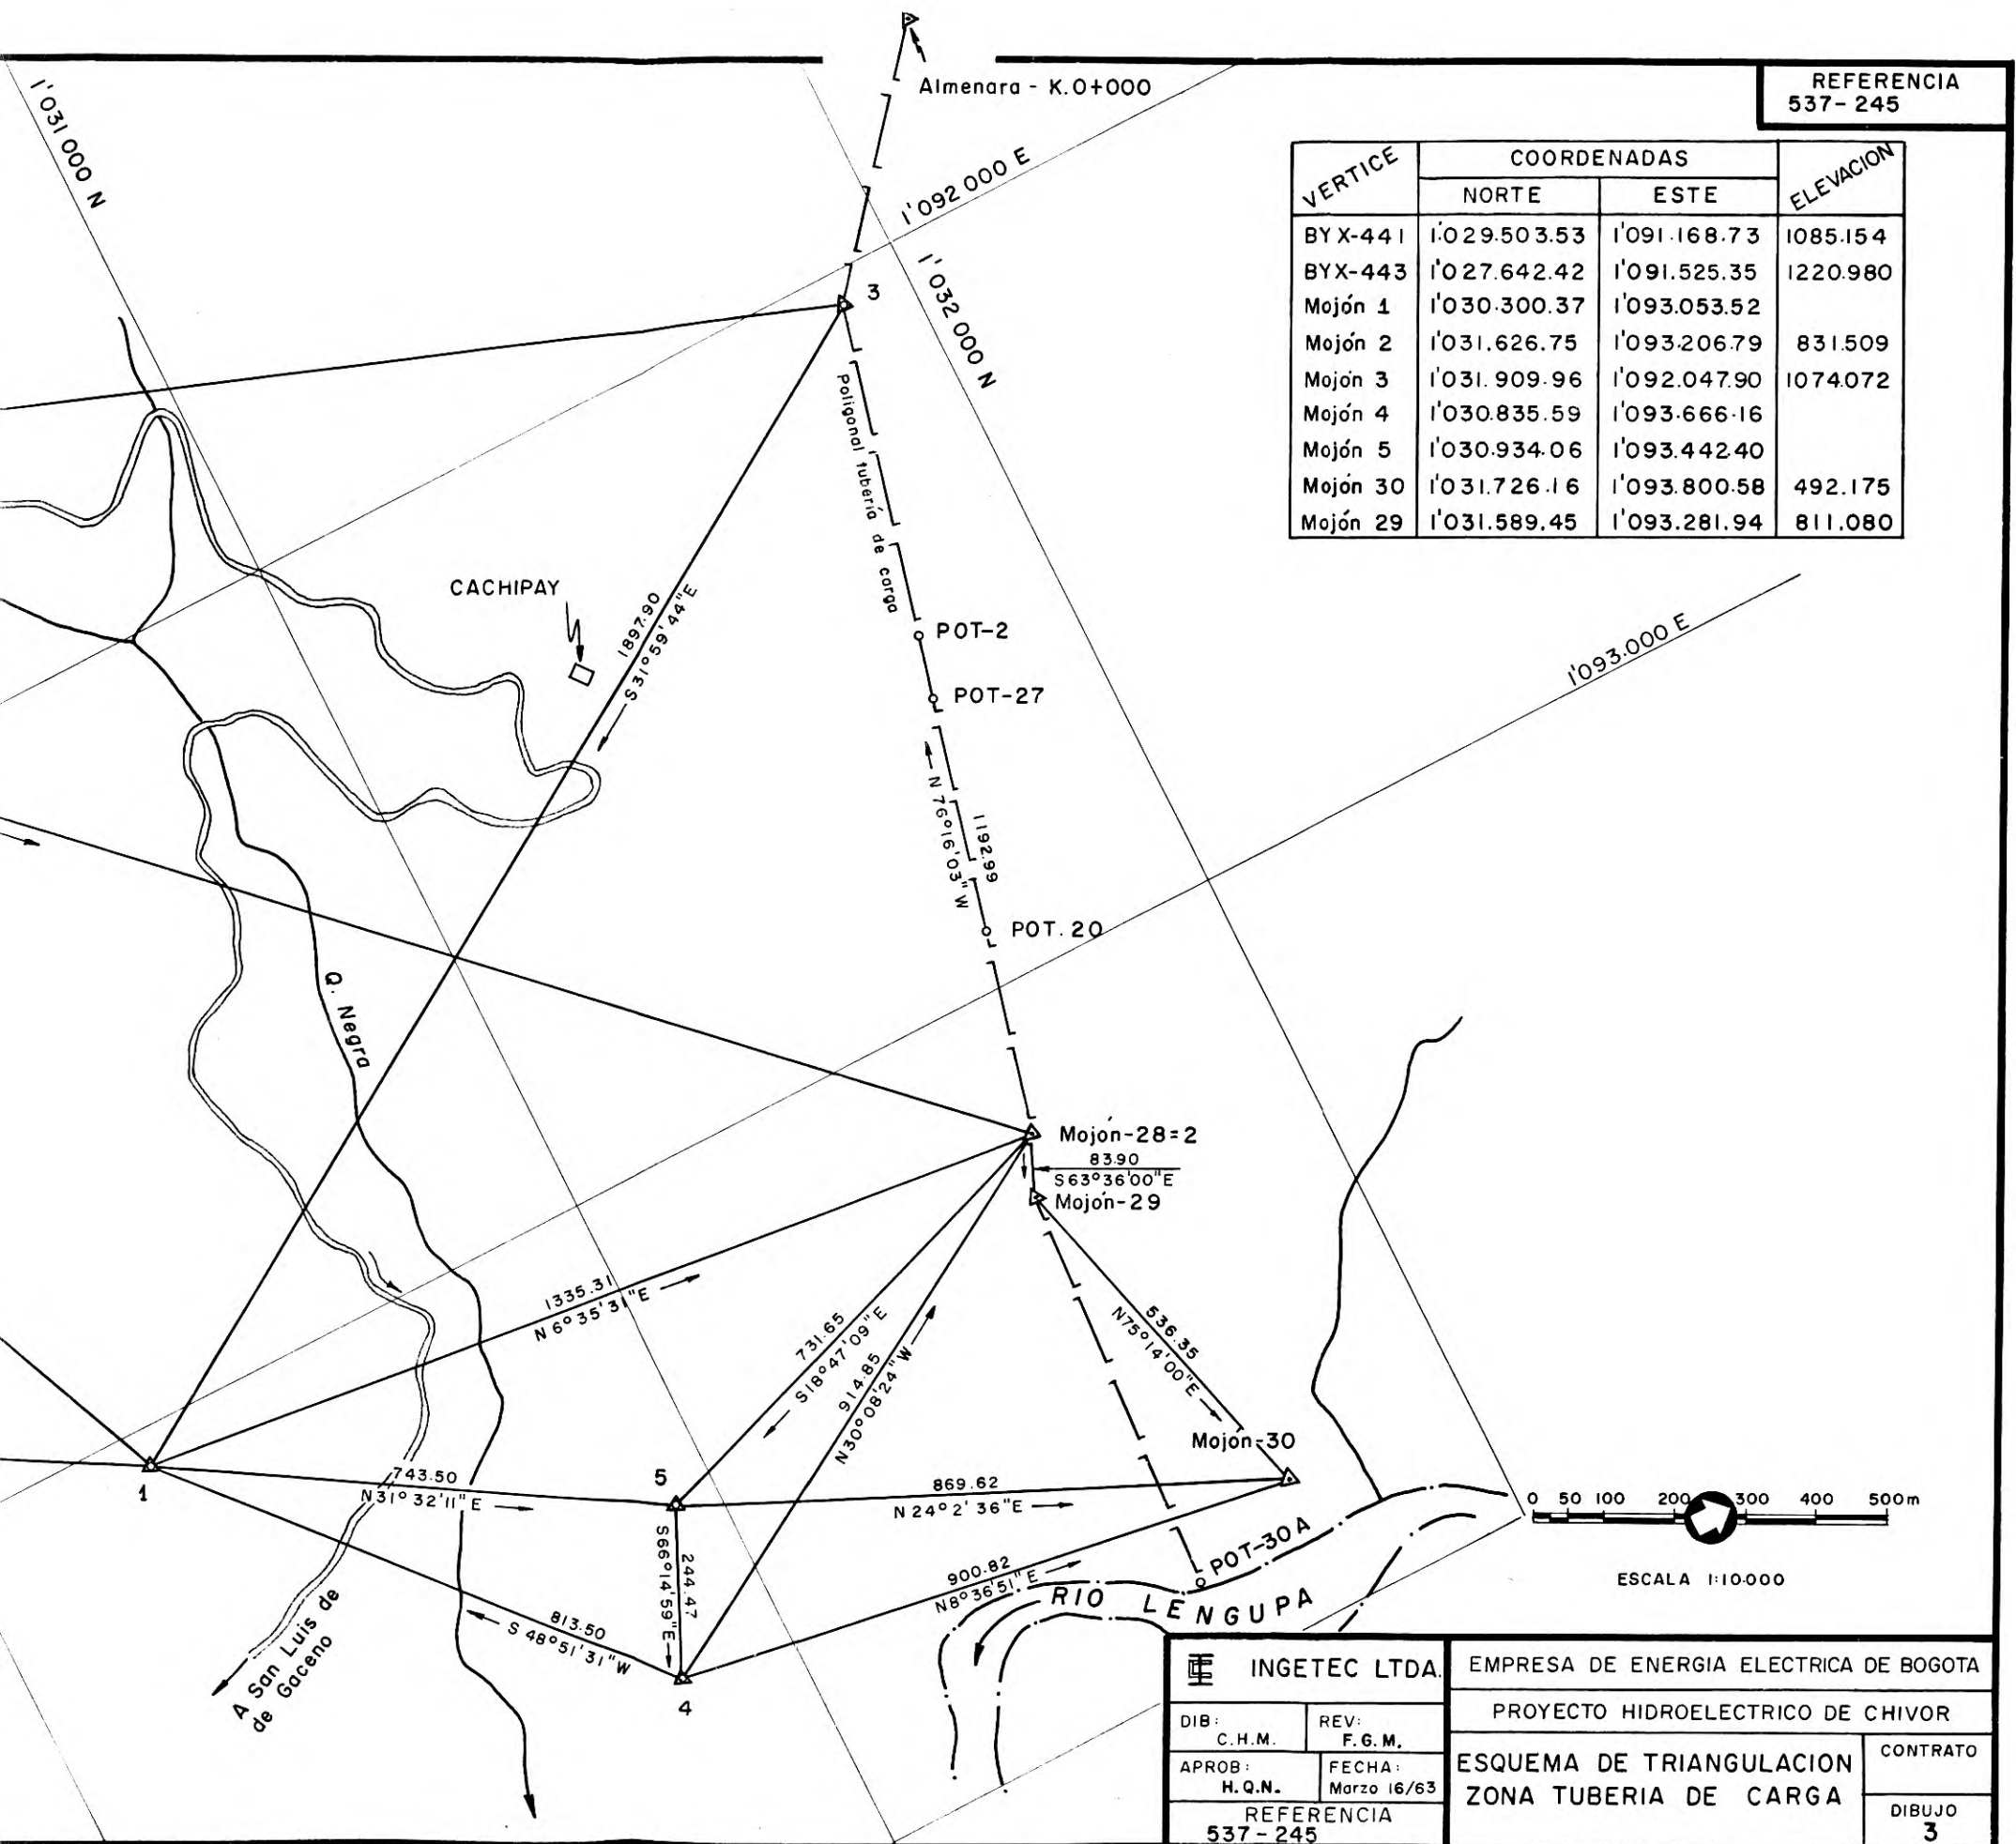 Almenara - K.0+000
REFERENCIA
537-245
1'031000 N
1'092000 E
1'032000 N
1'093.000 E
VERTICE COORDENADAS ELEVACION
NORTE ESTE
BYX-441 1'029.503.53 1'091.168.73 1085.154
BYX-443 1'027.642.42 1'091.525.35 1220.980
Mojón 1 1'030.300.37 1'093.053.52
Mojón 2 1'031.626.75 1'093.206.79 831.509
Mojón 3 1'031.909.96 1'092.047.90 1074.072
Mojón 4 1'030.835.59 1'093.666.16
Mojón 5 1'030.934.06 1'093.442.40
Mojón 30 1'031.726.16 1'093.800.58 492.175
Mojón 29 1'031.589.45 1'093.281.94 811.080
3
Poligonal tubería de carga
CACHIPAY
1897.90
S31°59'44"E
POT-2
POT-27
1192.99
N76°16'03"W
POT.20
Q. Negra
Mojón-28=2
83.90
S63°36'00"E
Mojón-29
1335.31
N6°35'31"E
731.65
S18°47'09"E
914.85
N30°08'24"W
536.35
N75°14'00"E
Mojón-30
1
743.50
N31°32'11"E
5
869.62
N24°2'36"E
244.47
S66°14'59"E
813.50
S48°51'31"W
4
900.82
N8°36'51"E
POT-30A
RIO LENGUPA
A San Luis de
de Gaceno
0 50 100 200 300 400 500m
ESCALA 1:10.000
INGETEC LTDA.
DIB: C.H.M.
REV: F.G.M.
APROB: H.Q.N.
FECHA: Marzo 16/63
REFERENCIA
537-245
EMPRESA DE ENERGIA ELECTRICA DE BOGOTA
PROYECTO HIDROELECTRICO DE CHIVOR
ESQUEMA DE TRIANGULACION
ZONA TUBERIA DE CARGA
CONTRATO
DIBUJO
3